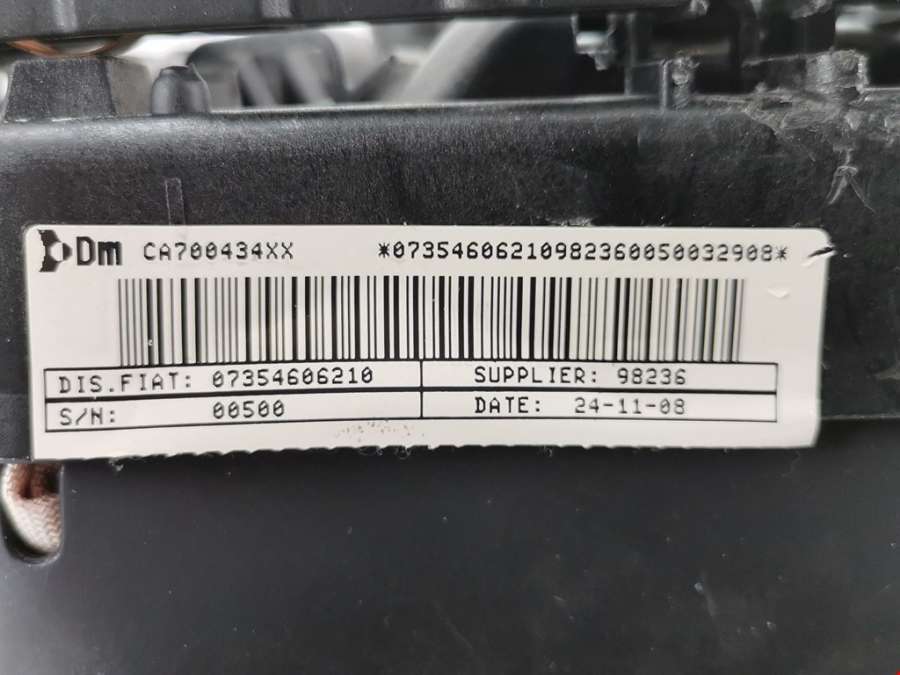 Dm CA700434XX *07354606210982360050032908*
DIS.FIAT: 07354606210 SUPPLIER: 98236
S/N: 00500 DATE: 24-11-08